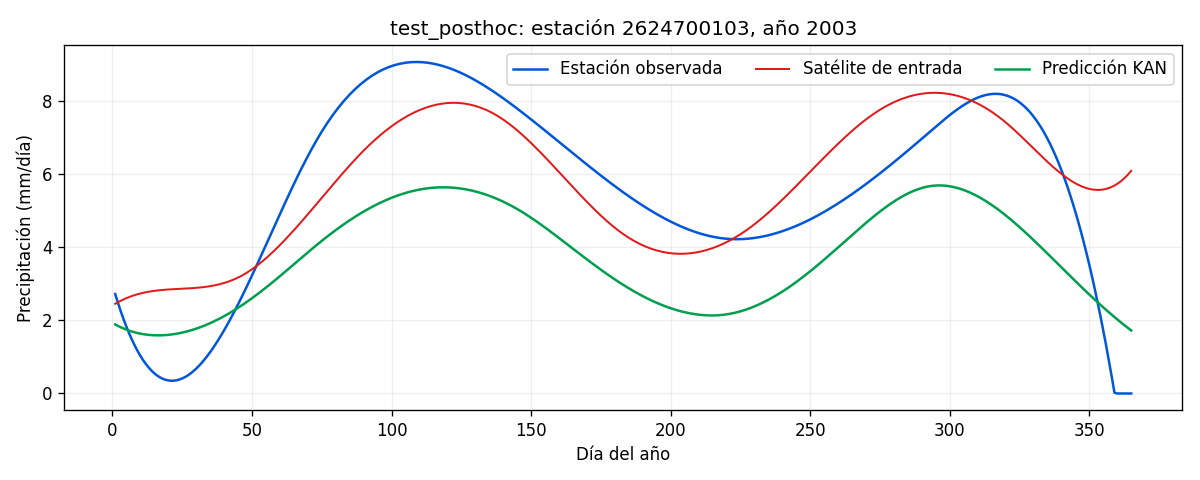 test_posthoc: estación 2624700103, año 2003
Estación observada Satélite de entrada Predicción KAN
Precipitación (mm/día)
8
6
4
2
0
0 50 100 150 200 250 300 350
Día del año